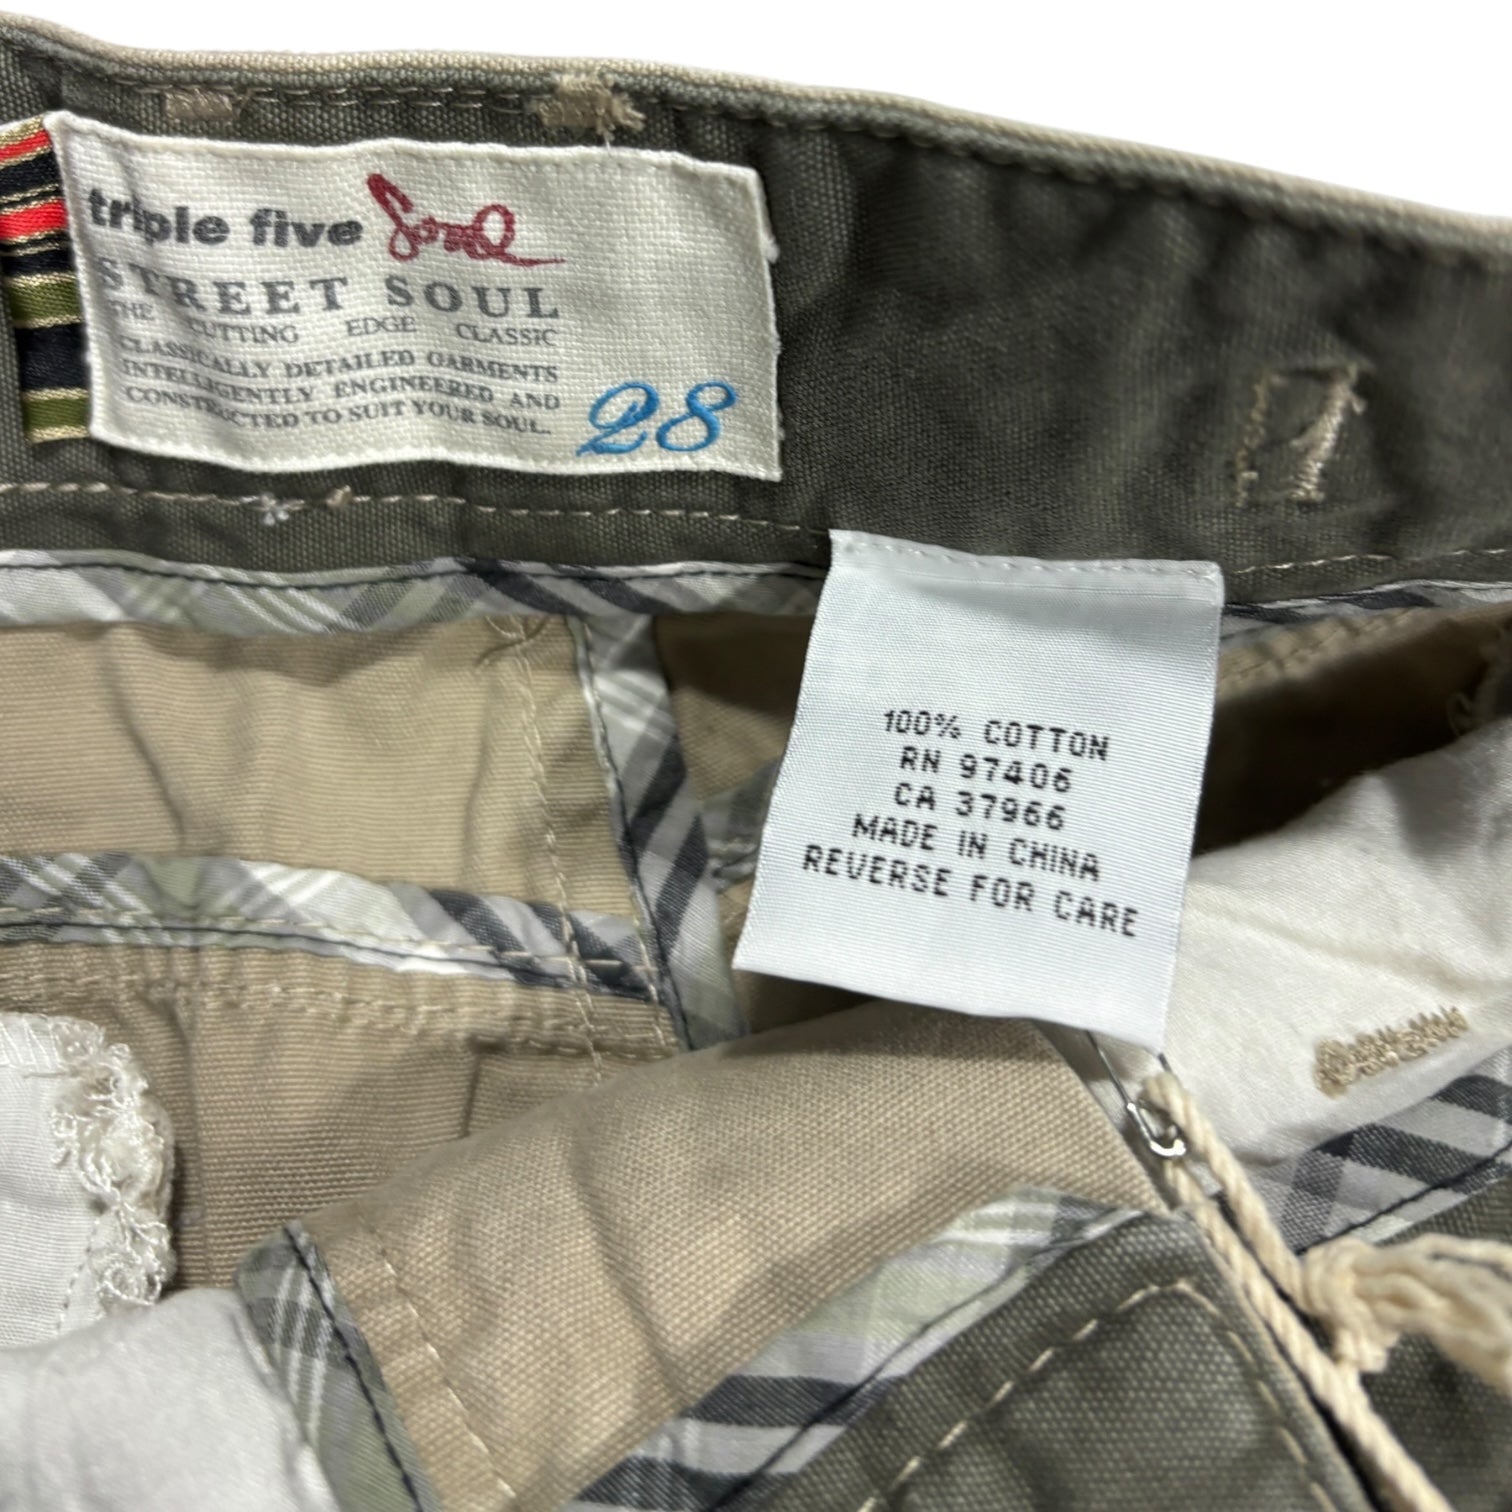 triple five Soul
STREET SOUL
THE CUTTING EDGE CLASSIC
CLASSICALLY DETAILED GARMENTS
INTELLIGENTLY ENGINEERED AND
CONSTRUCTED TO SUIT YOUR SOUL.
28
100% COTTON
RN 97406
CA 37966
MADE IN CHINA
REVERSE FOR CARE